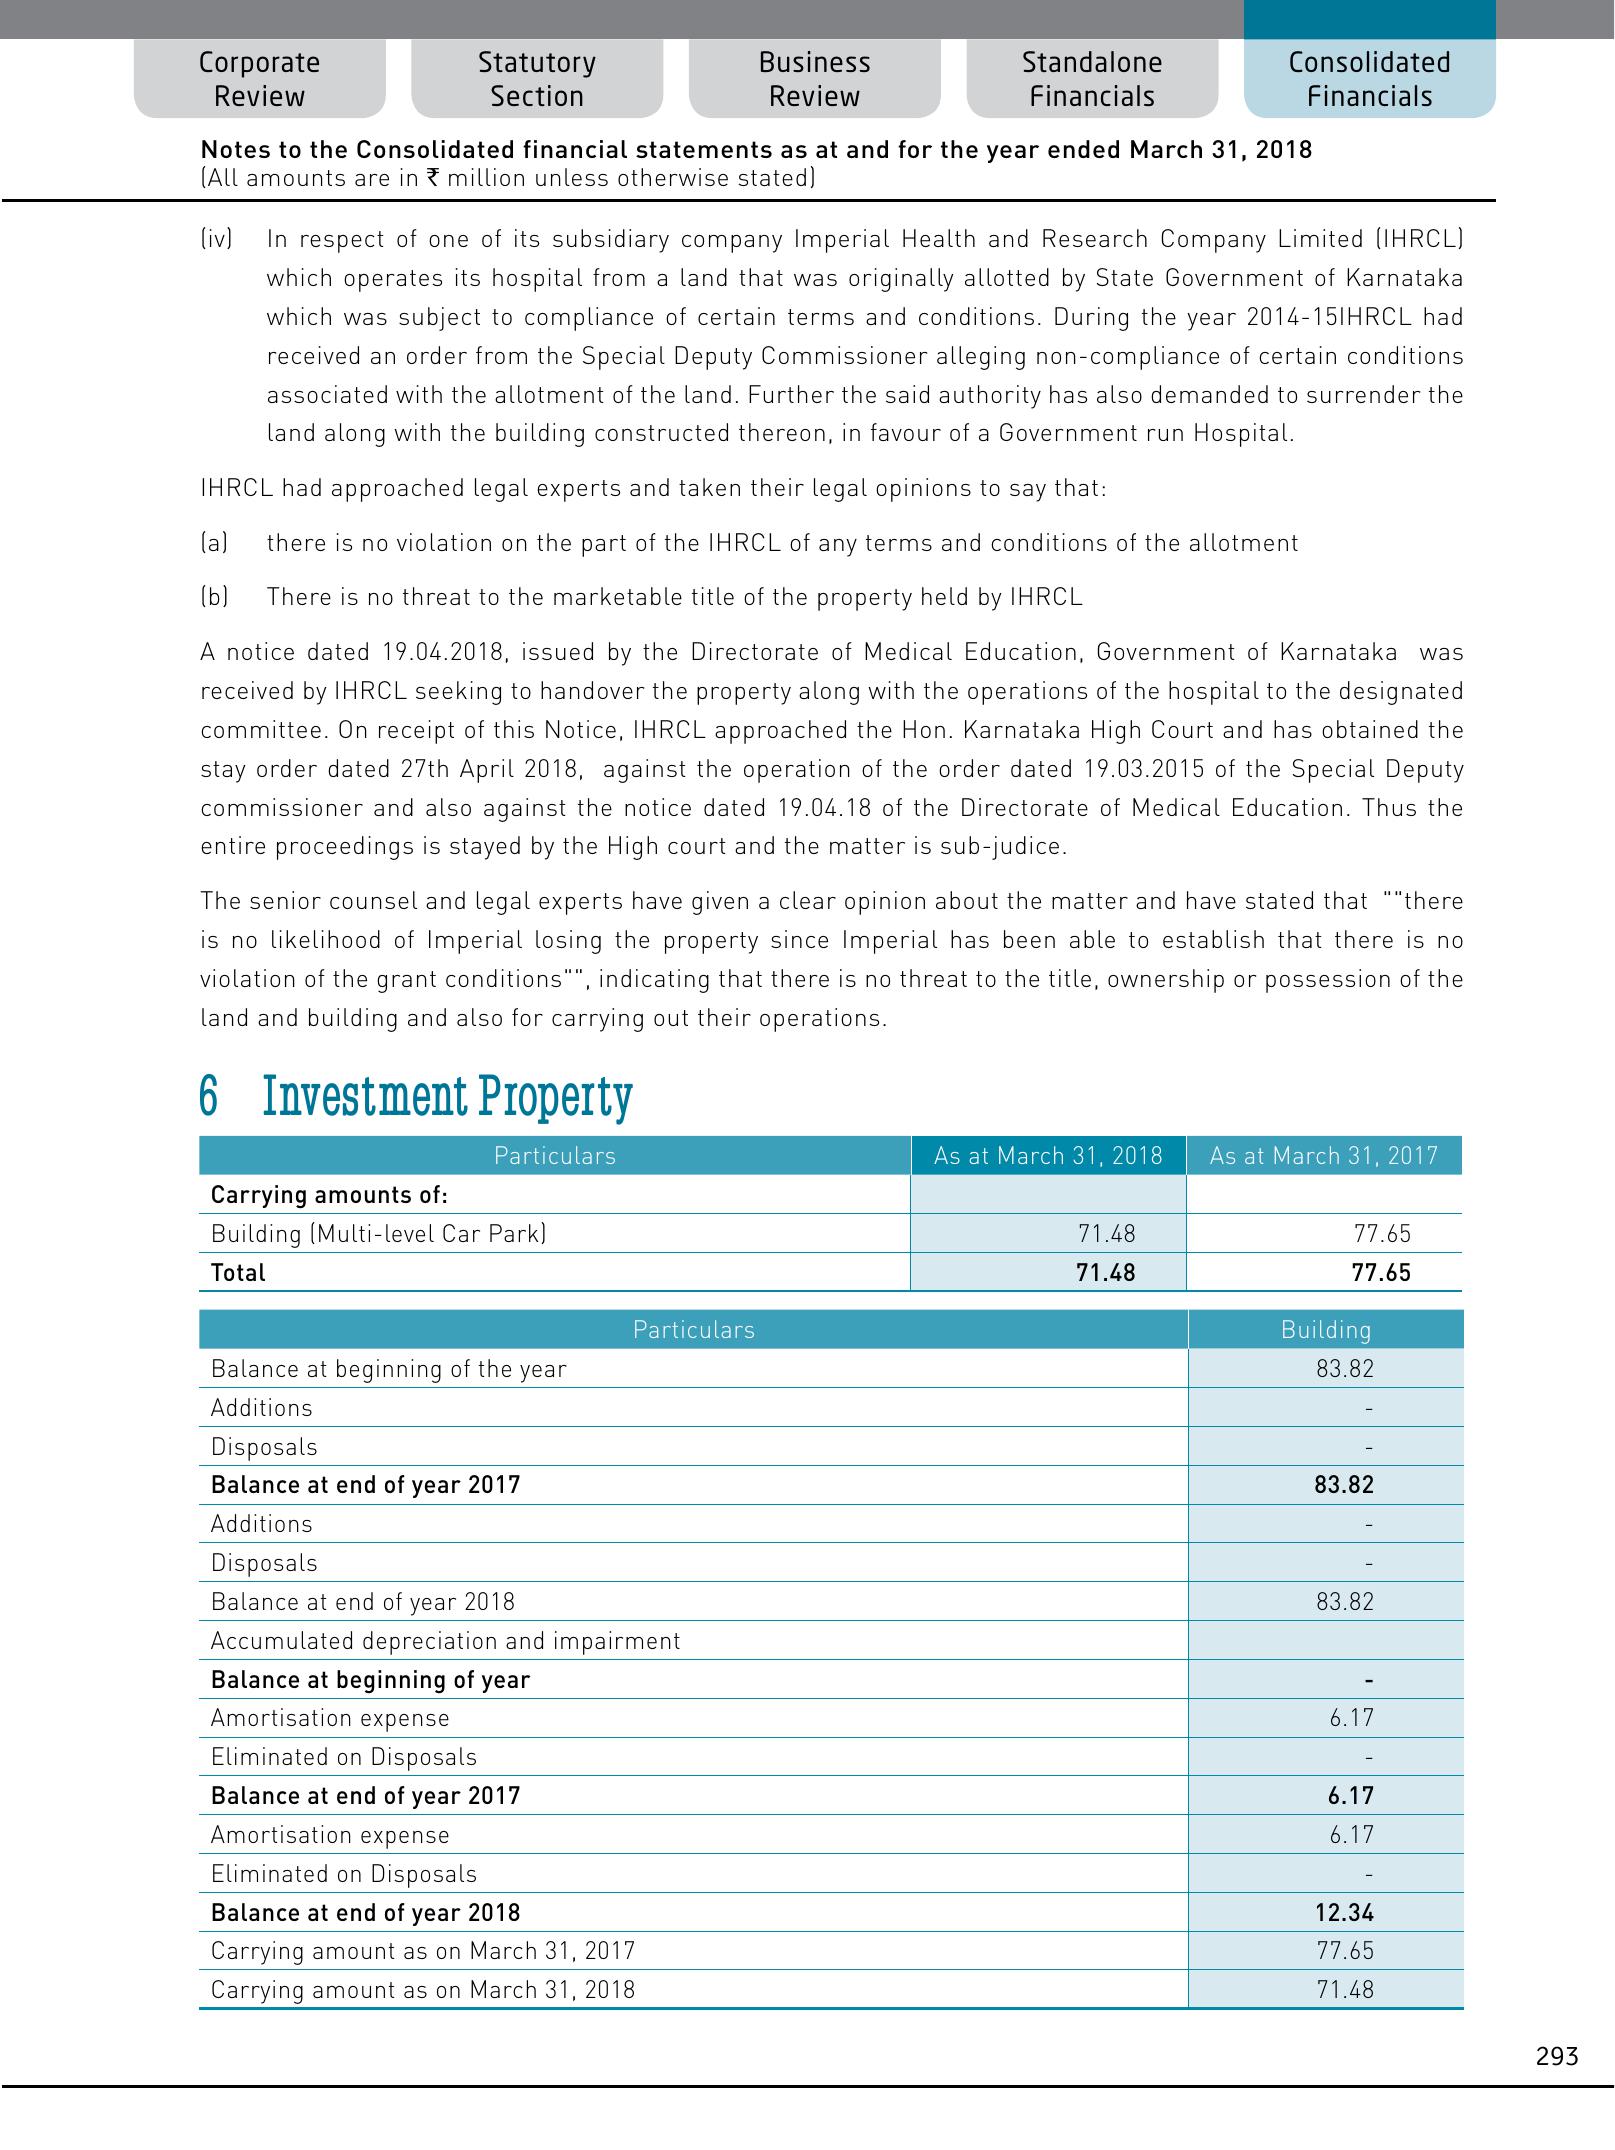 Corporate
Review
Statutory
Section
Business
Review
Standalone
Financials
Consolidated
Financials
Notes to the Consolidated financial statements as at and for the year ended March 31, 2018
(All amounts are in ₹ million unless otherwise stated)
(iv) In respect of one of its subsidiary company Imperial Health and Research Company Limited (IHRCL)
which operates its hospital from a land that was originally allotted by State Government of Karnataka
which was subject to compliance of certain terms and conditions. During the year 2014-15IHRCL had
received an order from the Special Deputy Commissioner alleging non-compliance of certain conditions
associated with the allotment of the land. Further the said authority has also demanded to surrender the
land along with the building constructed thereon, in favour of a Government run Hospital.
IHRCL had approached legal experts and taken their legal opinions to say that:
(a) there is no violation on the part of the IHRCL of any terms and conditions of the allotment
(b) There is no threat to the marketable title of the property held by IHRCL
A notice dated 19.04.2018, issued by the Directorate of Medical Education, Government of Karnataka was
received by IHRCL seeking to handover the property along with the operations of the hospital to the designated
committee. On receipt of this Notice, IHRCL approached the Hon. Karnataka High Court and has obtained the
stay order dated 27th April 2018, against the operation of the order dated 19.03.2015 of the Special Deputy
commissioner and also against the notice dated 19.04.18 of the Directorate of Medical Education. Thus the
entire proceedings is stayed by the High court and the matter is sub-judice.
The senior counsel and legal experts have given a clear opinion about the matter and have stated that ""there
is no likelihood of Imperial losing the property since Imperial has been able to establish that there is no
violation of the grant conditions"", indicating that there is no threat to the title, ownership or possession of the
land and building and also for carrying out their operations.
6 Investment Property
Particulars As at March 31, 2018 As at March 31, 2017
Carrying amounts of:
Building (Multi-level Car Park) 71.48 77.65
Total 71.48 77.65
Particulars Building
Balance at beginning of the year 83.82
Additions -
Disposals -
Balance at end of year 2017 83.82
Additions -
Disposals -
Balance at end of year 2018 83.82
Accumulated depreciation and impairment
Balance at beginning of year -
Amortisation expense 6.17
Eliminated on Disposals -
Balance at end of year 2017 6.17
Amortisation expense 6.17
Eliminated on Disposals -
Balance at end of year 2018 12.34
Carrying amount as on March 31, 2017 77.65
Carrying amount as on March 31, 2018 71.48
293